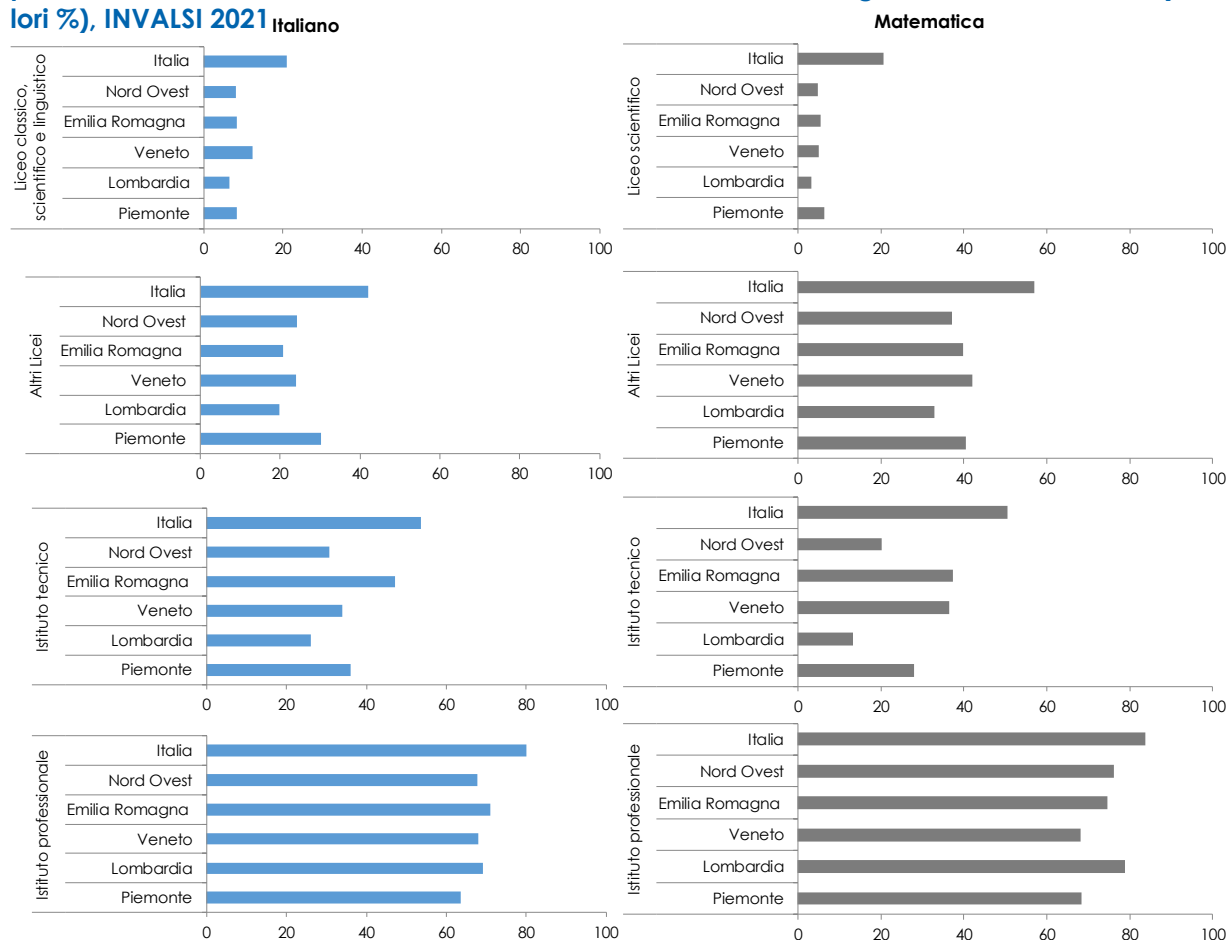 lori %), INVALSI 2021
Italiano
Matematica
Liceo classico,
scientifico e linguistico
Italia
Nord Ovest
Emilia Romagna
Veneto
Lombardia
Piemonte
0 20 40 60 80 100
Liceo scientifico
Italia
Nord Ovest
Emilia Romagna
Veneto
Lombardia
Piemonte
0 20 40 60 80 100
Altri Licei
Italia
Nord Ovest
Emilia Romagna
Veneto
Lombardia
Piemonte
0 20 40 60 80 100
Altri Licei
Italia
Nord Ovest
Emilia Romagna
Veneto
Lombardia
Piemonte
0 20 40 60 80 100
Istituto tecnico
Italia
Nord Ovest
Emilia Romagna
Veneto
Lombardia
Piemonte
0 20 40 60 80 100
Istituto tecnico
Italia
Nord Ovest
Emilia Romagna
Veneto
Lombardia
Piemonte
0 20 40 60 80 100
Istituto professionale
Italia
Nord Ovest
Emilia Romagna
Veneto
Lombardia
Piemonte
0 20 40 60 80 100
Istituto professionale
Italia
Nord Ovest
Emilia Romagna
Veneto
Lombardia
Piemonte
0 20 40 60 80 100